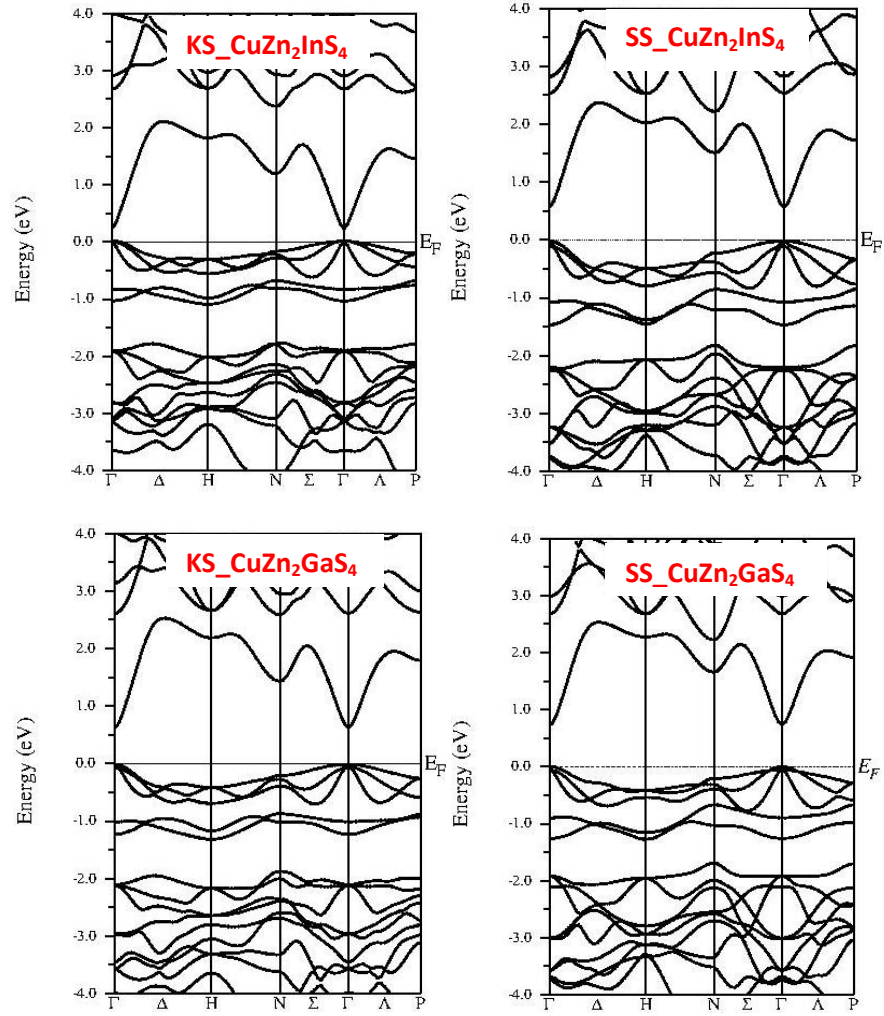 KS_CuZn₂InS₄
4.0
3.0
2.0
1.0
0.0
-1.0
-2.0
-3.0
-4.0
Energy (eV)
E_F
Γ Δ H N Σ Γ Λ P
SS_CuZn₂InS₄
4.0
3.0
2.0
1.0
0.0
-1.0
-2.0
-3.0
-4.0
Energy (eV)
E_F
Γ Δ H N Σ Γ Λ P
KS_CuZn₂GaS₄
4.0
3.0
2.0
1.0
0.0
-1.0
-2.0
-3.0
-4.0
Energy (eV)
E_F
Γ Δ H N Σ Γ Λ P
SS_CuZn₂GaS₄
4.0
3.0
2.0
1.0
0.0
-1.0
-2.0
-3.0
-4.0
Energy (eV)
E_F
Γ Δ H N Σ Γ Λ P